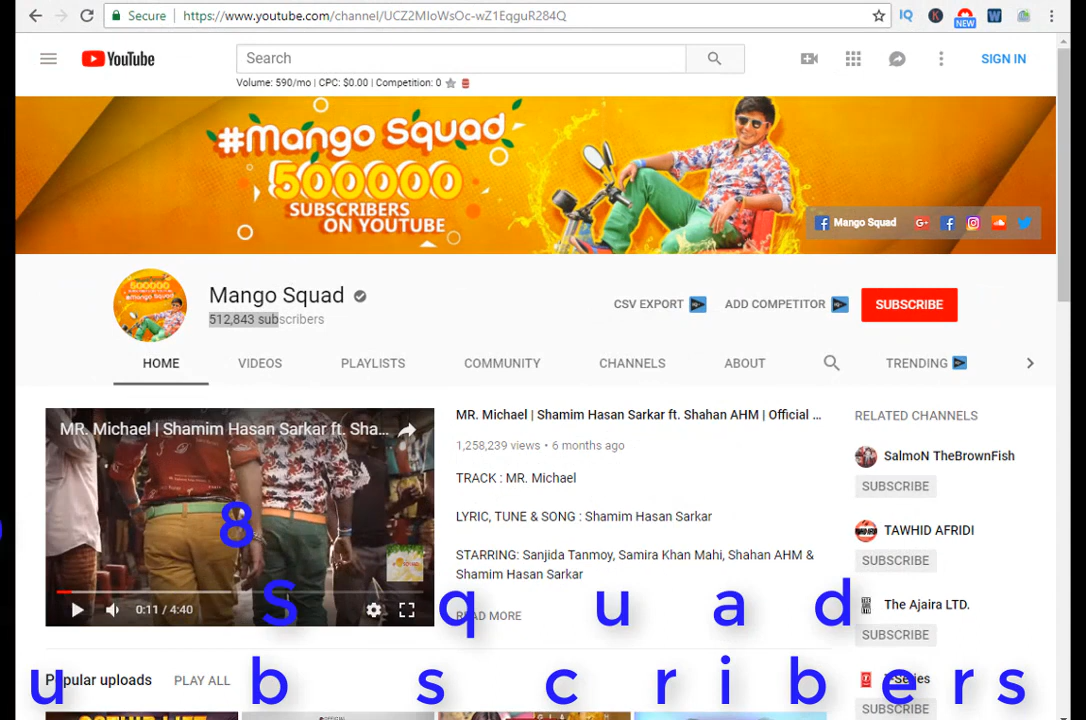 Secure | https://www.youtube.com/channel/UCZ2MIoWsOc-wZ1EqguR284Q
IQ K NEW W
YouTube Search SIGN IN
Volume: 590/mo | CPC: $0.00 | Competition: 0
#Mango Squad
500000
SUBSCRIBERS
ON YOUTUBE
Mango Squad
500000
Mango Squad
512,843 subscribers
CSV EXPORT ADD COMPETITOR SUBSCRIBE
HOME VIDEOS PLAYLISTS COMMUNITY CHANNELS ABOUT TRENDING
MR. Michael | Shamim Hasan Sarkar ft. Sha...
0:11 / 4:40
MR. Michael | Shamim Hasan Sarkar ft. Shahan AHM | Official ...
1,258,239 views • 6 months ago
TRACK : MR. Michael
LYRIC, TUNE & SONG : Shamim Hasan Sarkar
STARRING: Sanjida Tanmoy, Samira Khan Mahi, Shahan AHM &
Shamim Hasan Sarkar
READ MORE
RELATED CHANNELS
SalmoN TheBrownFish
SUBSCRIBE
TAWHID AFRIDI
SUBSCRIBE
The Ajaira LTD.
SUBSCRIBE
T-Series
SUBSCRIBE
8
S q u a d
u b s c r i b e r s
Popular uploads PLAY ALL